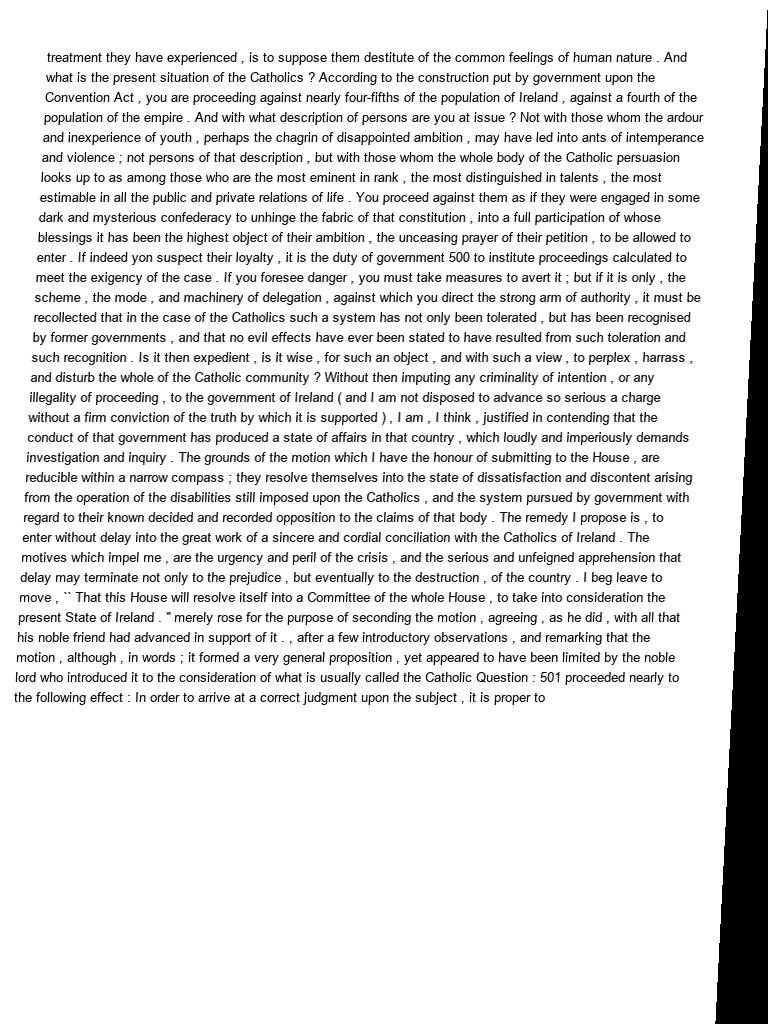 treatment they have experienced , is to suppose them destitute of the common feelings of human nature . And
what is the present situation of the Catholics ? According to the construction put by government upon the
Convention Act , you are proceeding against nearly four-fifths of the population of Ireland , against a fourth of the
population of the empire . And with what description of persons are you at issue ? Not with those whom the ardour
and inexperience of youth , perhaps the chagrin of disappointed ambition , may have led into ants of intemperance
and violence ; not persons of that description , but with those whom the whole body of the Catholic persuasion
looks up to as among those who are the most eminent in rank , the most distinguished in talents , the most
estimable in all the public and private relations of life . You proceed against them as if they were engaged in some
dark and mysterious confederacy to unhinge the fabric of that constitution , into a full participation of whose
blessings it has been the highest object of their ambition , the unceasing prayer of their petition , to be allowed to
enter . If indeed yon suspect their loyalty , it is the duty of government 500 to institute proceedings calculated to
meet the exigency of the case . If you foresee danger , you must take measures to avert it ; but if it is only , the
scheme , the mode , and machinery of delegation , against which you direct the strong arm of authority , it must be
recollected that in the case of the Catholics such a system has not only been tolerated , but has been recognised
by former governments , and that no evil effects have ever been stated to have resulted from such toleration and
such recognition . Is it then expedient , is it wise , for such an object , and with such a view , to perplex , harrass ,
and disturb the whole of the Catholic community ? Without then imputing any criminality of intention , or any
illegality of proceeding , to the government of Ireland ( and I am not disposed to advance so serious a charge
without a firm conviction of the truth by which it is supported ) , I am , I think , justified in contending that the
conduct of that government has produced a state of affairs in that country , which loudly and imperiously demands
investigation and inquiry . The grounds of the motion which I have the honour of submitting to the House , are
reducible within a narrow compass ; they resolve themselves into the state of dissatisfaction and discontent arising
from the operation of the disabilities still imposed upon the Catholics , and the system pursued by government with
regard to their known decided and recorded opposition to the claims of that body . The remedy I propose is , to
enter without delay into the great work of a sincere and cordial conciliation with the Catholics of Ireland . The
motives which impel me , are the urgency and peril of the crisis , and the serious and unfeigned apprehension that
delay may terminate not only to the prejudice , but eventually to the destruction , of the country . I beg leave to
move , `` That this House will resolve itself into a Committee of the whole House , to take into consideration the
present State of Ireland . " merely rose for the purpose of seconding the motion , agreeing , as he did , with all that
his noble friend had advanced in support of it . , after a few introductory observations , and remarking that the
motion , although , in words ; it formed a very general proposition , yet appeared to have been limited by the noble
lord who introduced it to the consideration of what is usually called the Catholic Question : 501 proceeded nearly to
the following effect : In order to arrive at a correct judgment upon the subject , it is proper to